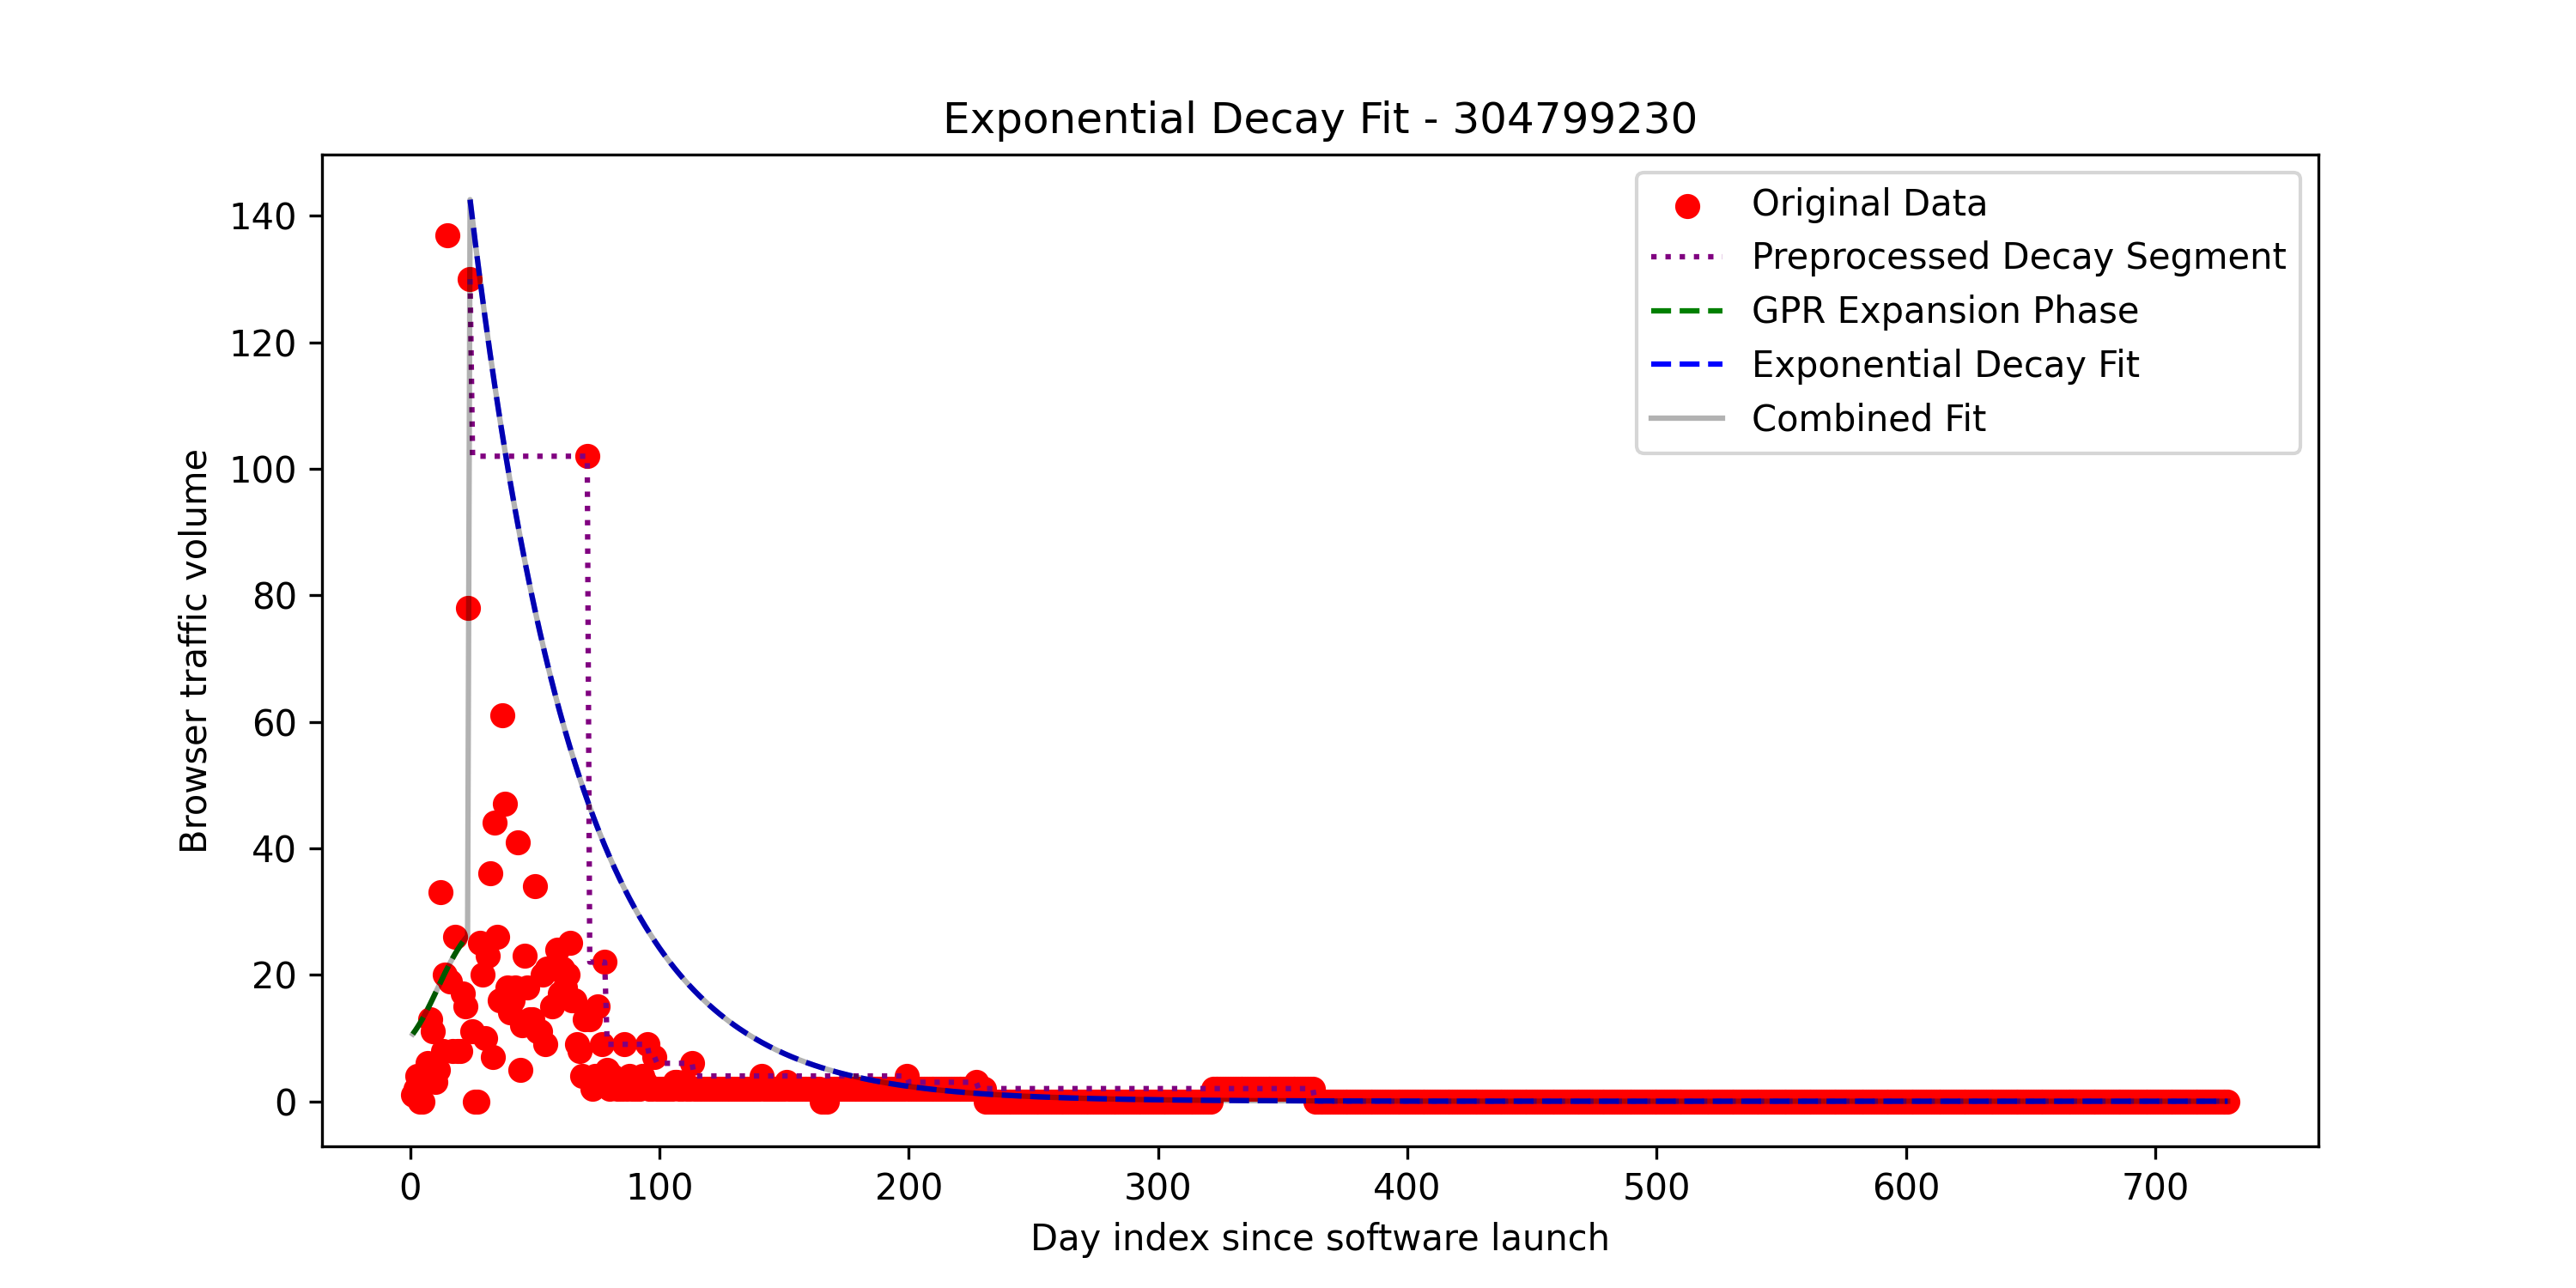 Exponential Decay Fit - 304799230
Original Data
Preprocessed Decay Segment
GPR Expansion Phase
Exponential Decay Fit
Combined Fit
Browser traffic volume
140
120
100
80
60
40
20
0
0 100 200 300 400 500 600 700
Day index since software launch